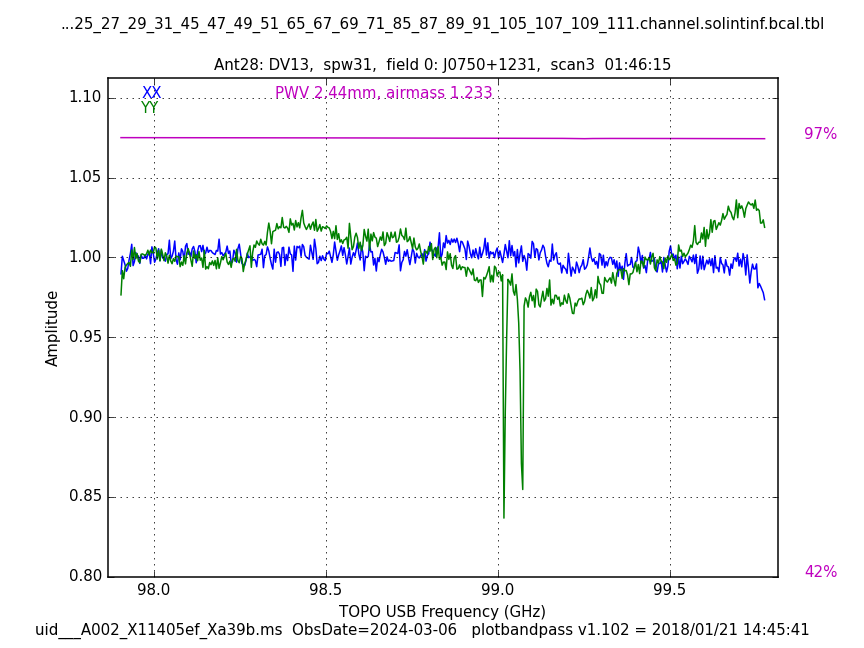 ...25_27_29_31_45_47_49_51_65_67_69_71_85_87_89_91_105_107_109_111.channel.solintinf.bcal.tbl
Ant28: DV13,  spw31,  field 0: J0750+1231,  scan3  01:46:15
XX
PWV 2.44mm, airmass 1.233
YY
97%
42%
1.10
1.05
1.00
0.95
0.90
0.85
0.80
Amplitude
98.0 98.5 99.0 99.5
TOPO USB Frequency (GHz)
uid___A002_X11405ef_Xa39b.ms  ObsDate=2024-03-06   plotbandpass v1.102 = 2018/01/21 14:45:41